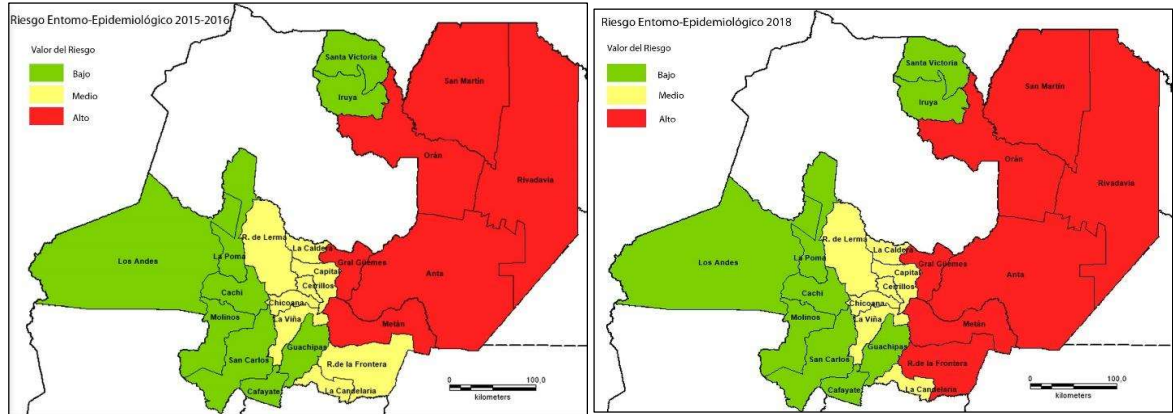 Riesgo Entomo-Epidemiológico 2015-2016
Valor del Riesgo
Bajo
Medio
Alto
Santa Victoria
San Martín
Iruya
Orán
Rivadavia
R. de Lerma
La Caldera
Los Andes
La Poma
Capital
Gral Güemes
Anta
Cerrillos
Cachi
Chicoana
Molinos
La Viña
Metán
San Carlos
Guachipas
R.de la Frontera
Cafayate
La Candelaria
0
100,0
kilometers
Riesgo Entomo-Epidemiológico 2018
Valor del Riesgo
Bajo
Medio
Alto
Santa Victoria
San Martín
Iruya
Orán
Rivadavia
R. de Lerma
La Caldera
Los Andes
La Poma
Capital
Gral Güemes
Anta
Cerrillos
Cachi
Chicoana
Molinos
La Viña
Metán
San Carlos
Guachipas
R.de la Frontera
Cafayate
La Candelaria
0
100,0
kilometers